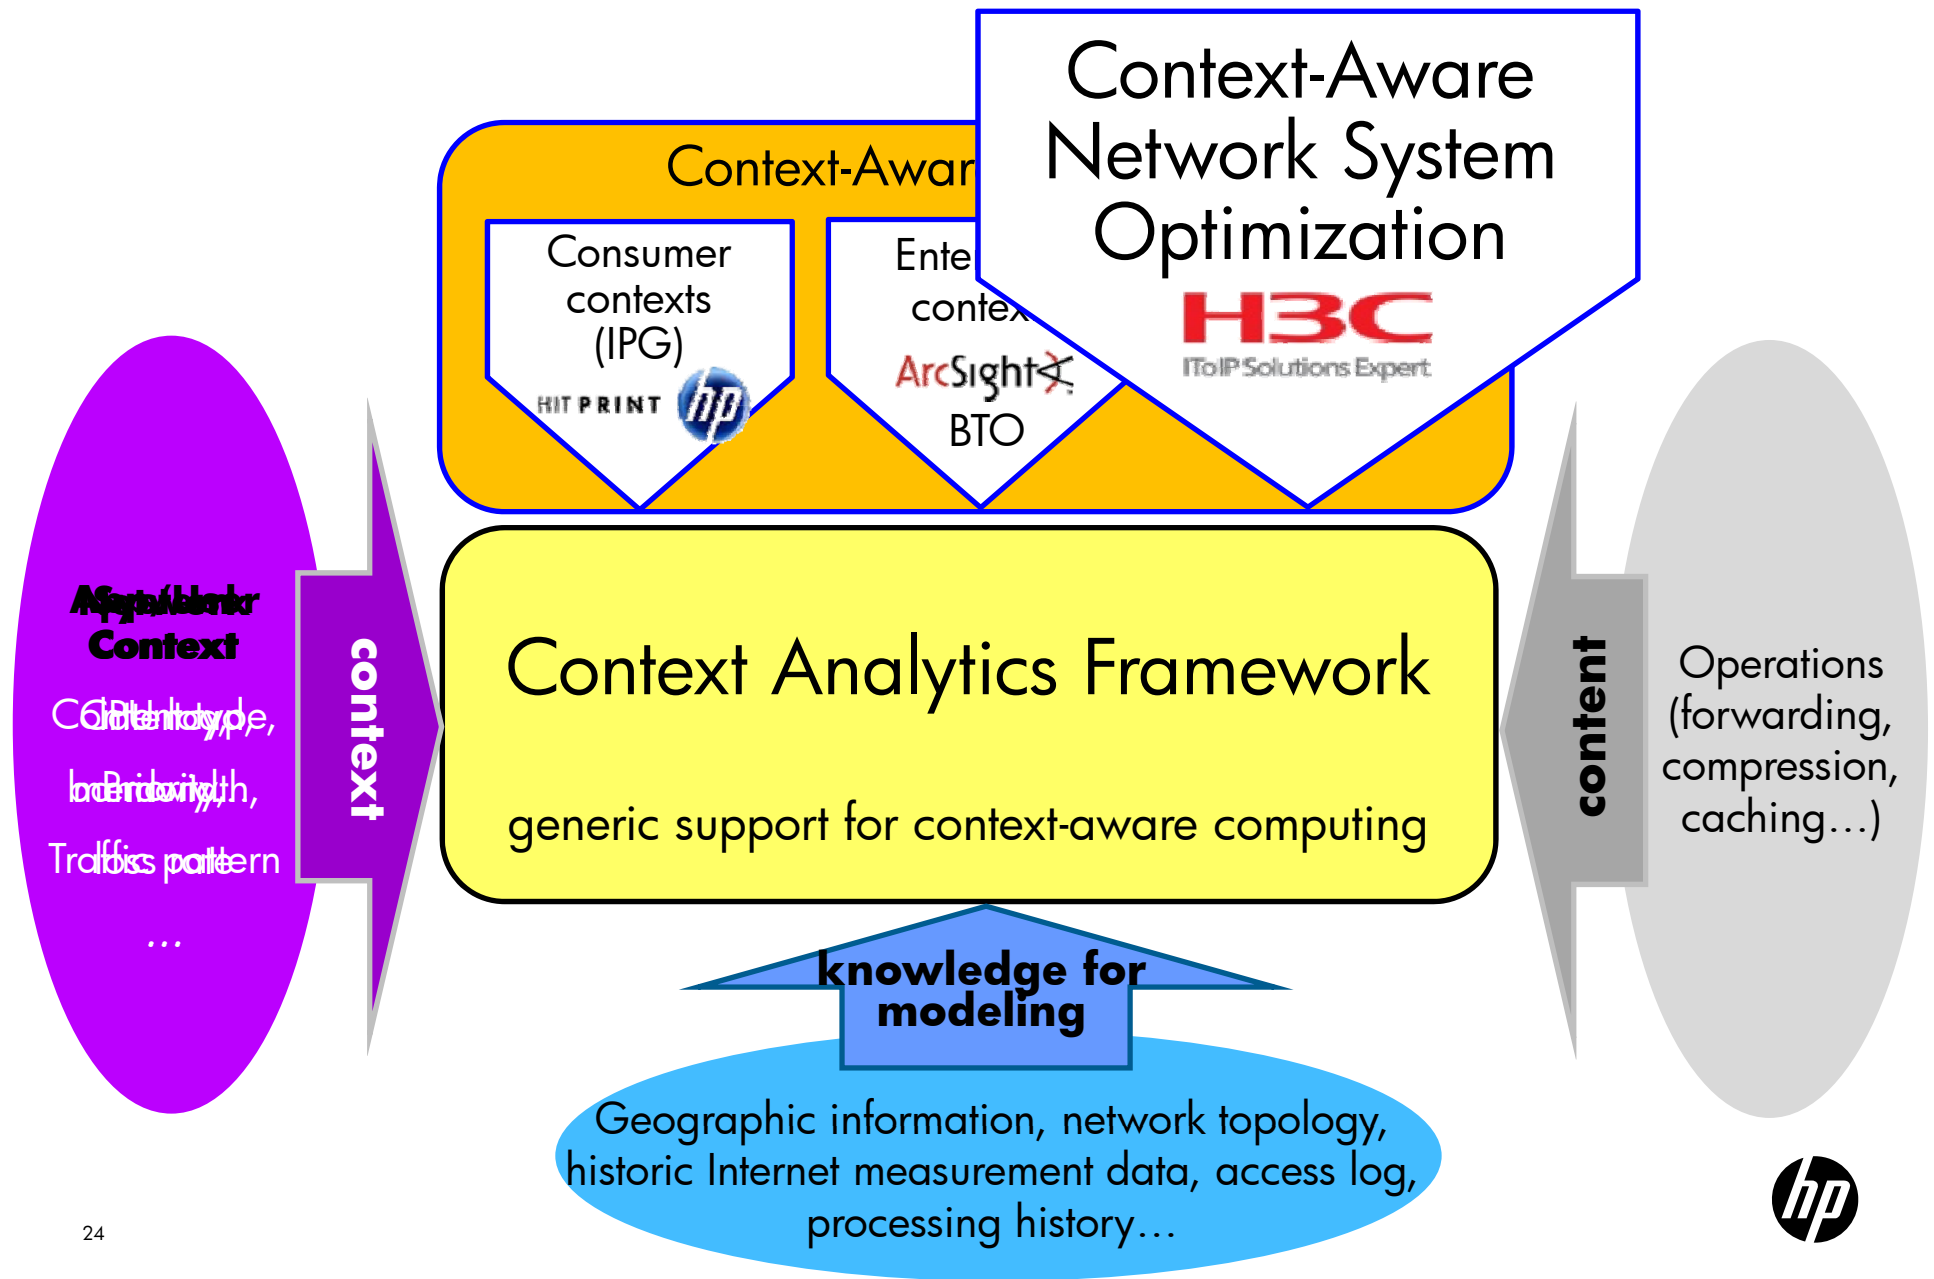 Context-Aware
Network System
Optimization
H3C
IToIP Solutions Expert
Context-Awar
Consumer
contexts
(IPG)
HIT PRINT hp
Ente
contex
ArcSight
BTO
Context
...
context
Context Analytics Framework
generic support for context-aware computing
content
Operations
(forwarding,
compression,
caching...)
knowledge for
modeling
Geographic information, network topology,
historic Internet measurement data, access log,
processing history...
hp
24